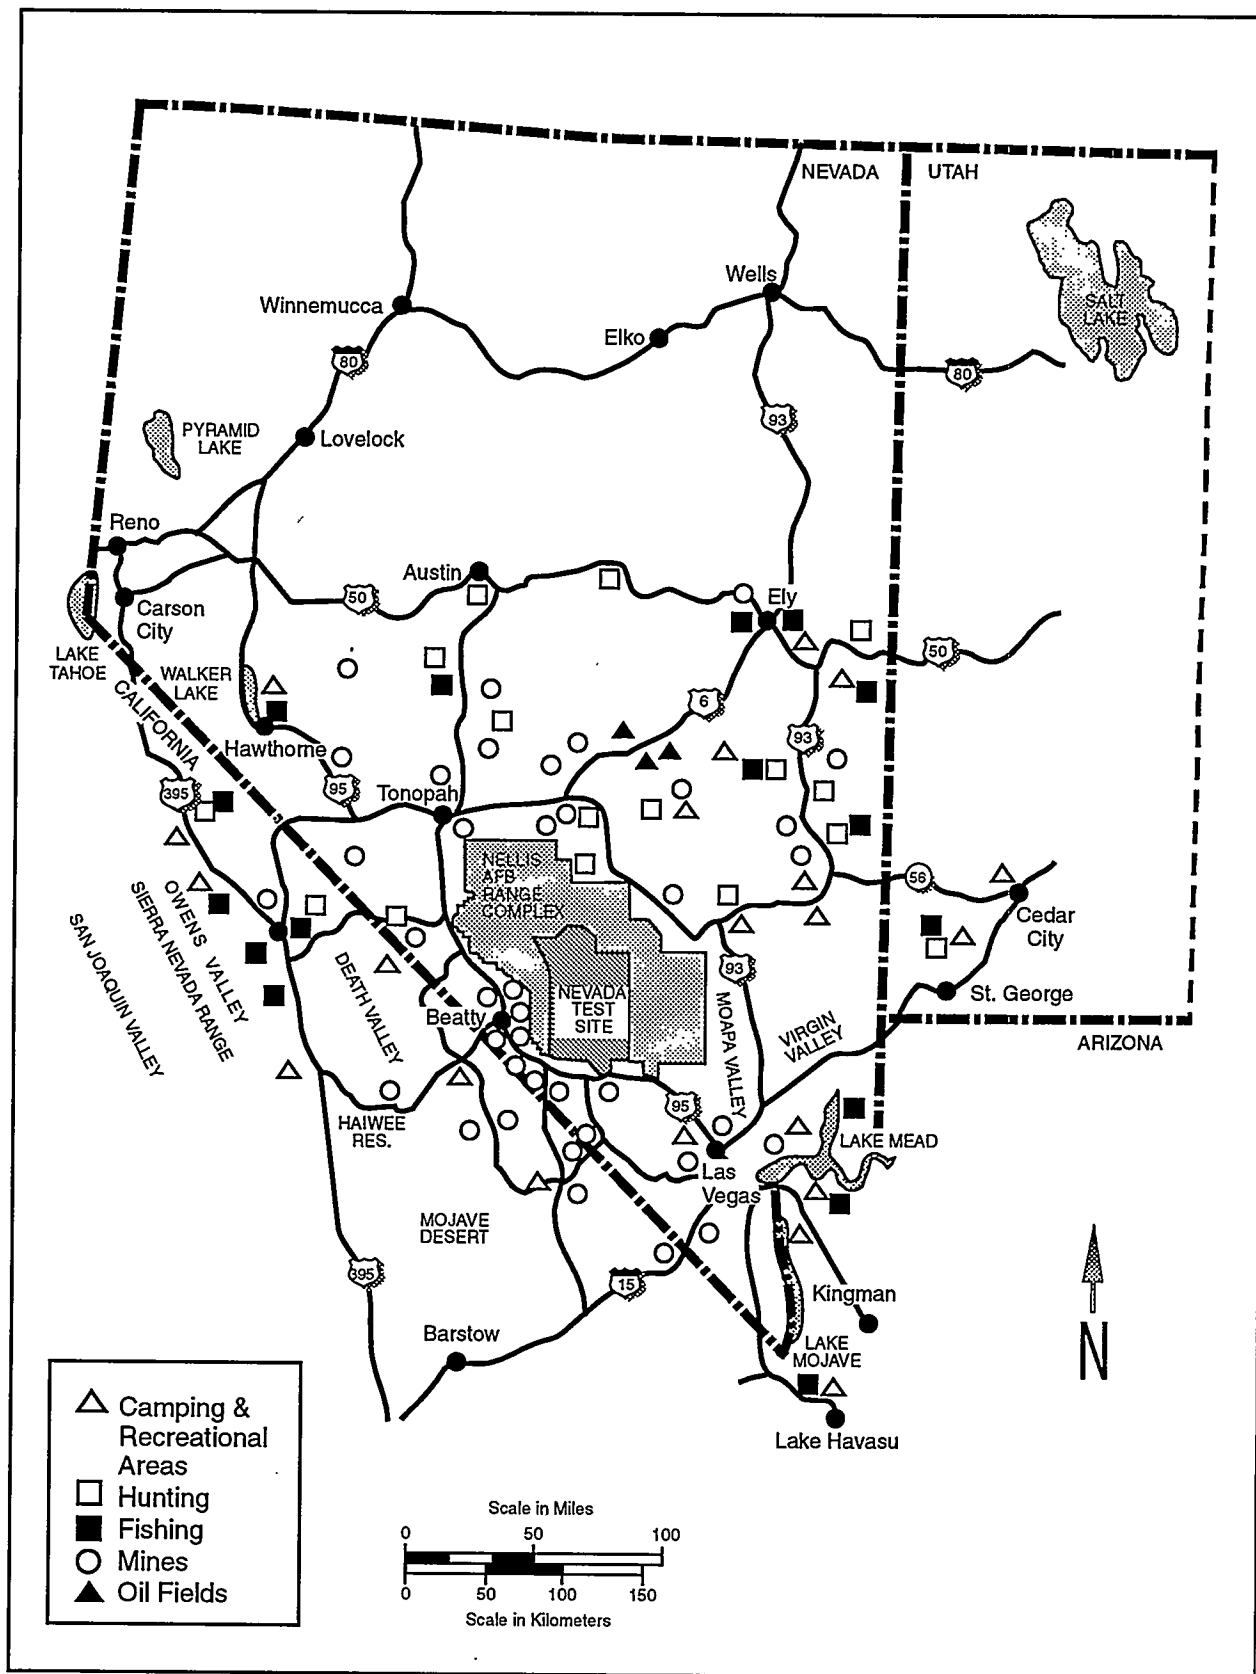 NEVADA
UTAH
Wells
SALT
LAKE
Winnemucca
Elko
80
80
93
PYRAMID
LAKE
Lovelock
Reno
Austin
Carson
City
50
Ely
50
LAKE
TAHOE
WALKER
LAKE
CALIFORNIA
6
93
Hawthorne
395
95
Tonopah
NELLIS
AFB
RANGE
COMPLEX
56
Cedar
City
OWENS VALLEY
SIERRA NEVADA RANGE
SAN JOAQUIN VALLEY
DEATH VALLEY
93
NEVADA
TEST
SITE
Beatty
MOAPA VALLEY
St. George
VIRGIN
VALLEY
ARIZONA
95
HAIWEE
RES.
LAKE MEAD
Las
Vegas
MOJAVE
DESERT
395
15
Kingman
Barstow
LAKE
MOJAVE
N
Lake Havasu
Camping &
Recreational
Areas
Hunting
Fishing
Mines
Oil Fields
Scale in Miles
0 50 100
0 50 100 150
Scale in Kilometers